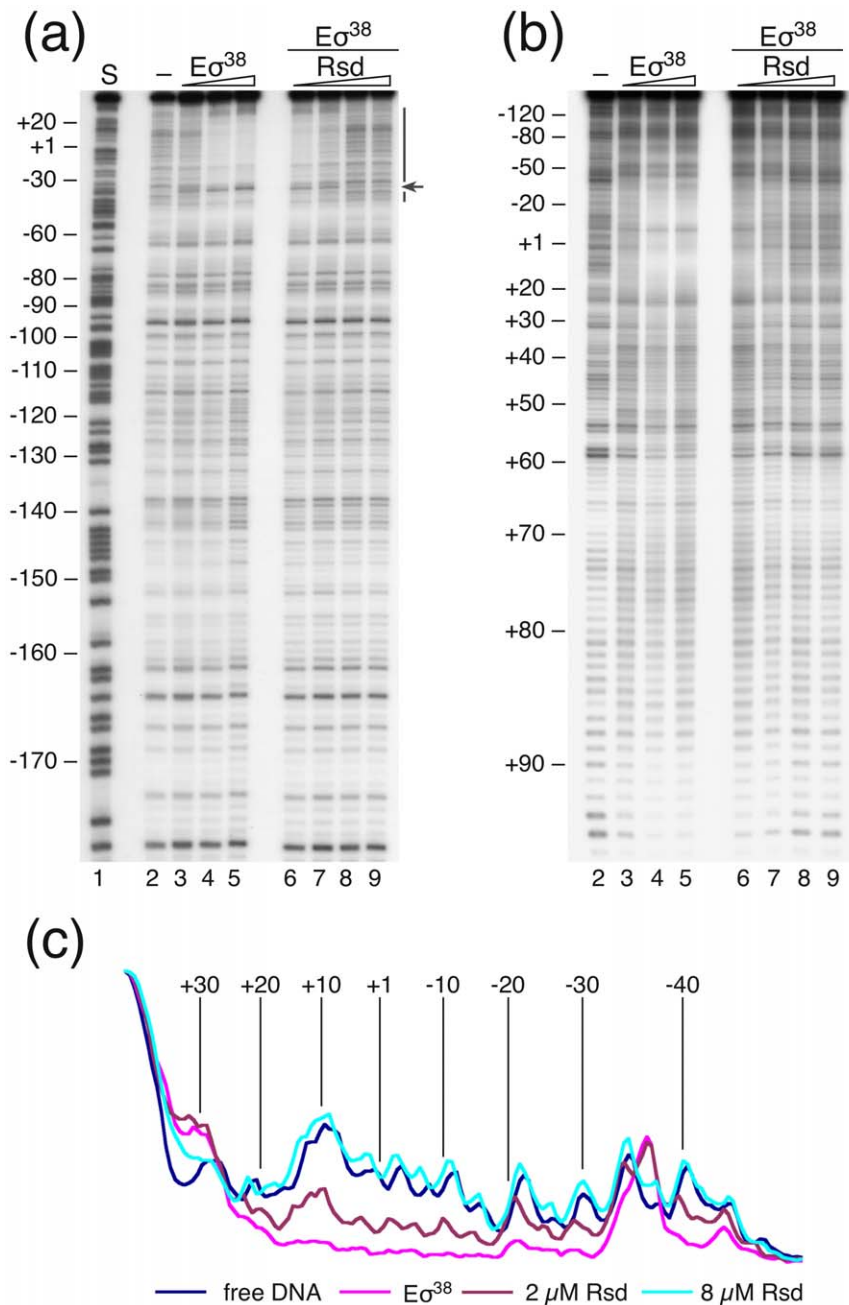 (a)
Eσ38
S – Eσ38 Rsd
+20 –
+1 –
-30 –
-60 –
-80 –
-90 –
-100 –
-110 –
-120 –
-130 –
-140 –
-150 –
-160 –
-170 –
1 2 3 4 5 6 7 8 9
(b)
Eσ38
– Eσ38 Rsd
-120 –
-80 –
-50 –
-20 –
+1 –
+20 –
+30 –
+40 –
+50 –
+60 –
+70 –
+80 –
+90 –
2 3 4 5 6 7 8 9
(c)
+30 +20 +10 +1 -10 -20 -30 -40
free DNA Eσ38 2 µM Rsd 8 µM Rsd